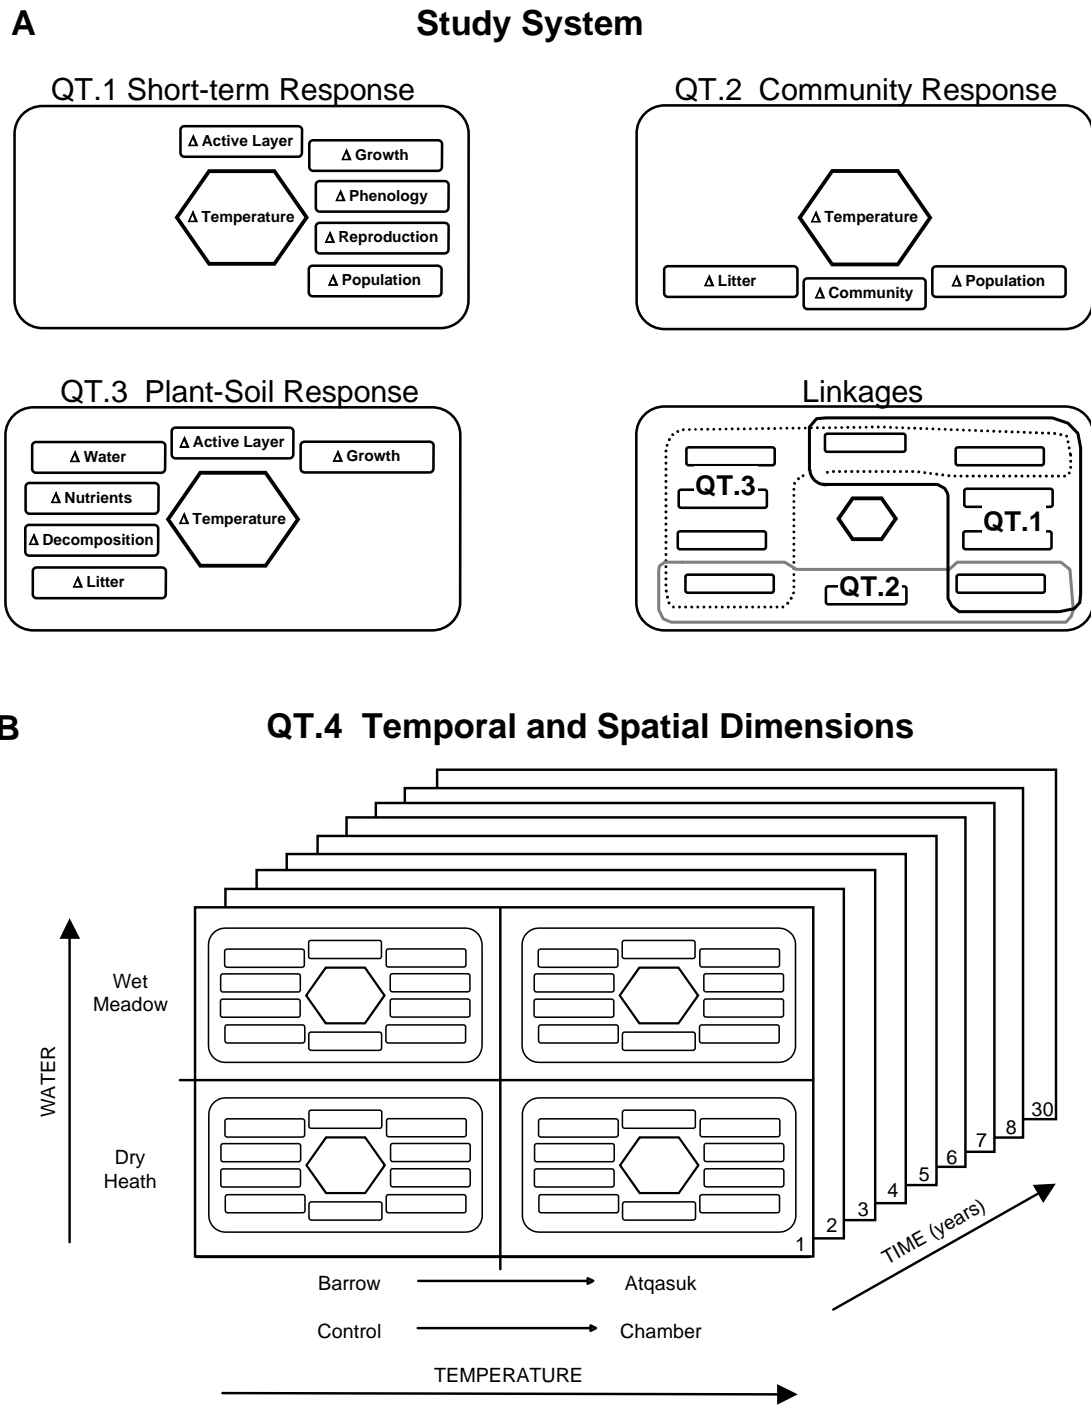 A
Study System
QT.1 Short-term Response
Δ Active Layer
Δ Growth
Δ Phenology
Δ Temperature
Δ Reproduction
Δ Population
QT.2 Community Response
Δ Temperature
Δ Litter
Δ Community
Δ Population
QT.3 Plant-Soil Response
Δ Active Layer
Δ Water
Δ Growth
Δ Nutrients
Δ Temperature
Δ Decomposition
Δ Litter
Linkages
QT.3
QT.1
QT.2
B
QT.4 Temporal and Spatial Dimensions
WATER
Wet
Meadow
Dry
Heath
1
2
3
4
5
6
7
8
30
TIME (years)
Barrow
Atqasuk
Control
Chamber
TEMPERATURE